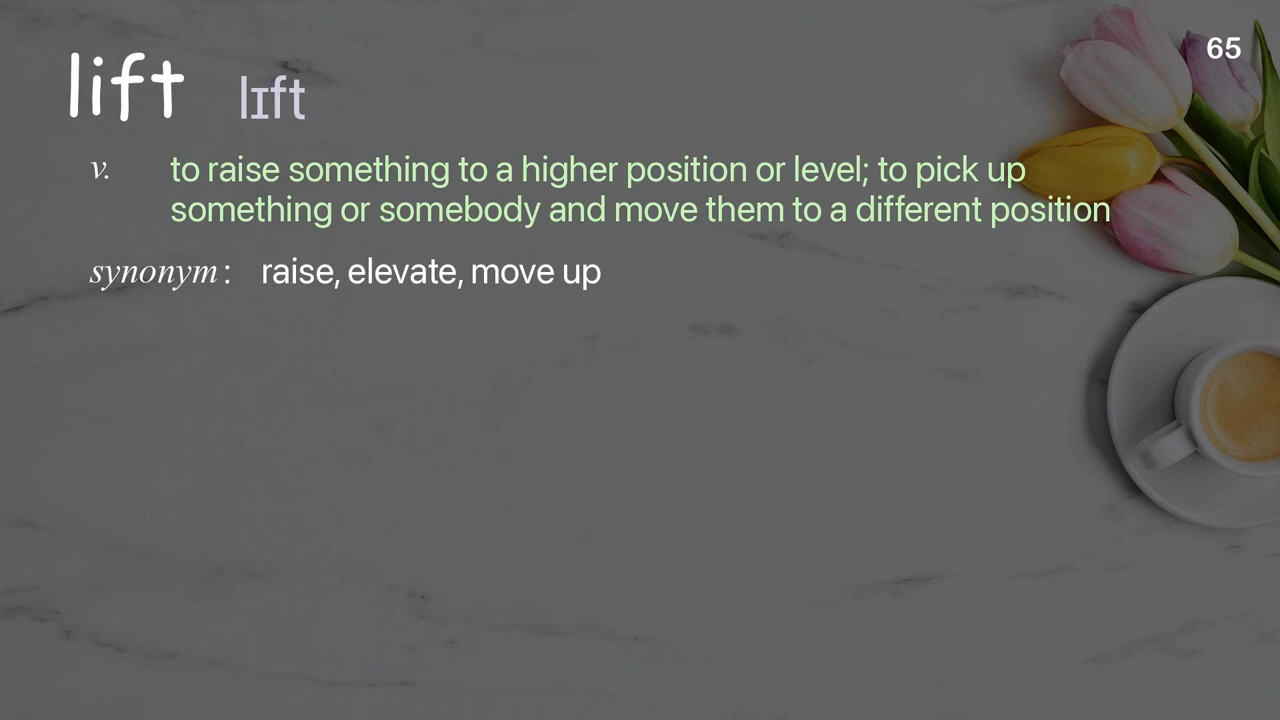 65
lift lɪft
v. to raise something to a higher position or level; to pick up
something or somebody and move them to a different position
synonym: raise, elevate, move up